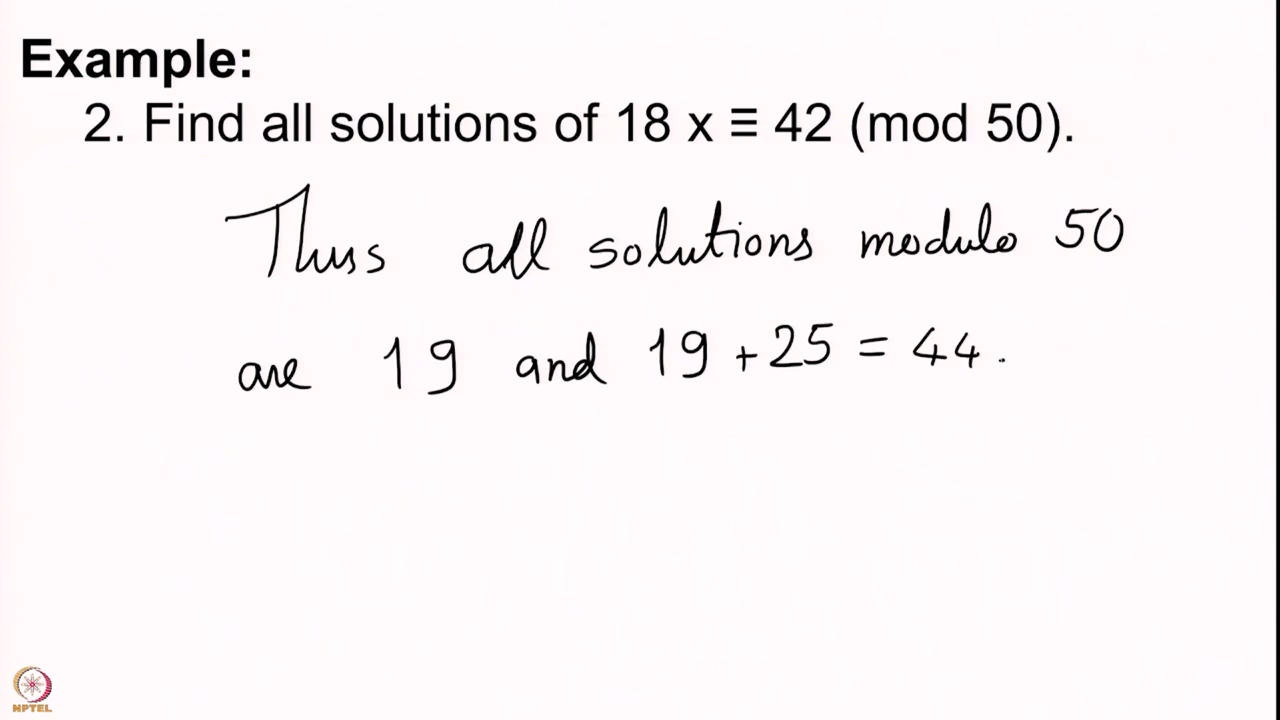 Example:
2. Find all solutions of 18 x ≡ 42 (mod 50).
Thus all solutions modulo 50
are 19 and 19 + 25 = 44.
NPTEL